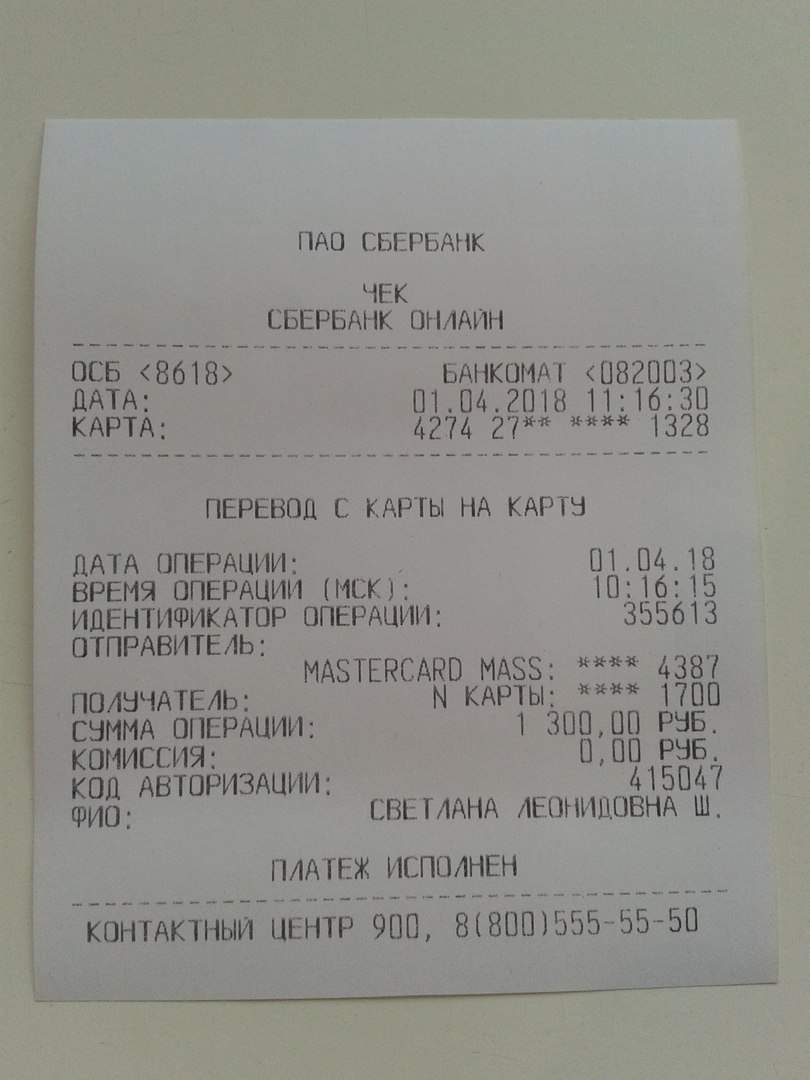 ПАО СБЕРБАНК
ЧЕК
СБЕРБАНК ОНЛАЙН
ОСБ <8618> БАНКОМАТ <082003>
ДАТА: 01.04.2018 11:16:30
КАРТА: 4274 27** **** 1328
ПЕРЕВОД С КАРТЫ НА КАРТУ
ДАТА ОПЕРАЦИИ: 01.04.18
ВРЕМЯ ОПЕРАЦИИ (МСК): 10:16:15
ИДЕНТИФИКАТОР ОПЕРАЦИИ: 355613
ОТПРАВИТЕЛЬ:
MASTERCARD MASS: **** 4387
ПОЛУЧАТЕЛЬ: N КАРТЫ: **** 1700
СУММА ОПЕРАЦИИ: 1 300,00 РУБ.
КОМИССИЯ: 0,00 РУБ.
КОД АВТОРИЗАЦИИ: 415047
ФИО: СВЕТЛАНА ЛЕОНИДОВНА Ш.
ПЛАТЕЖ ИСПОЛНЕН
КОНТАКТНЫЙ ЦЕНТР 900, 8(800)555-55-50